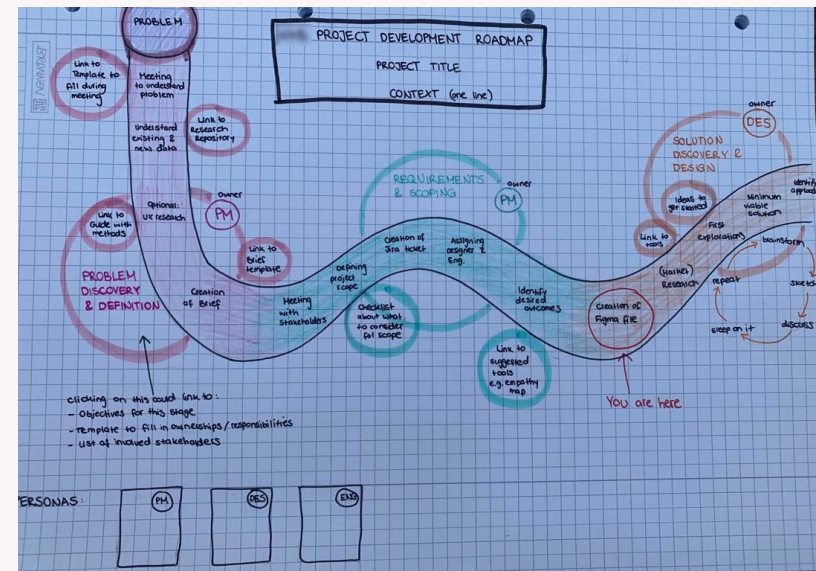 PROBLEM
PROJECT DEVELOPMENT ROADMAP
PROJECT TITLE
CONTEXT (one line)
Link to
Template to
fill during
meeting
Meeting
to understand
problem
Link to
Research
Repository
Understand
existing &
new data
Optional:
UX research
owner
PM
Link to
Guide with
methods
Link to
Brief
template
PROBLEM
DISCOVERY
& DEFINITION
Creation
of Brief
Meeting
with
Stakeholders
Defining
project
scope
REQUIREMENTS
& SCOPING
owner
PM
Creation of
Jira ticket
Assigning
designer &
Eng.
Checklist
about what
to consider
for scope
Identify
desired
outcomes
Link to
suggested
tools
e.g. empathy
map
Creation of
Figma file
You are here
owner
DES
SOLUTION
DISCOVERY &
DESIGN
Ideas to
get started
Link to
tools
(Market)
Research
First
explorations
Minimum
viable
solution
brainstorm
sketch
discuss
sleep on it
repeat
clicking on this could link to:
- Objectives for this stage
- Template to fill in ownerships/responsibilities
- List of involved stakeholders
PERSONAS:
PM
DES
ENG